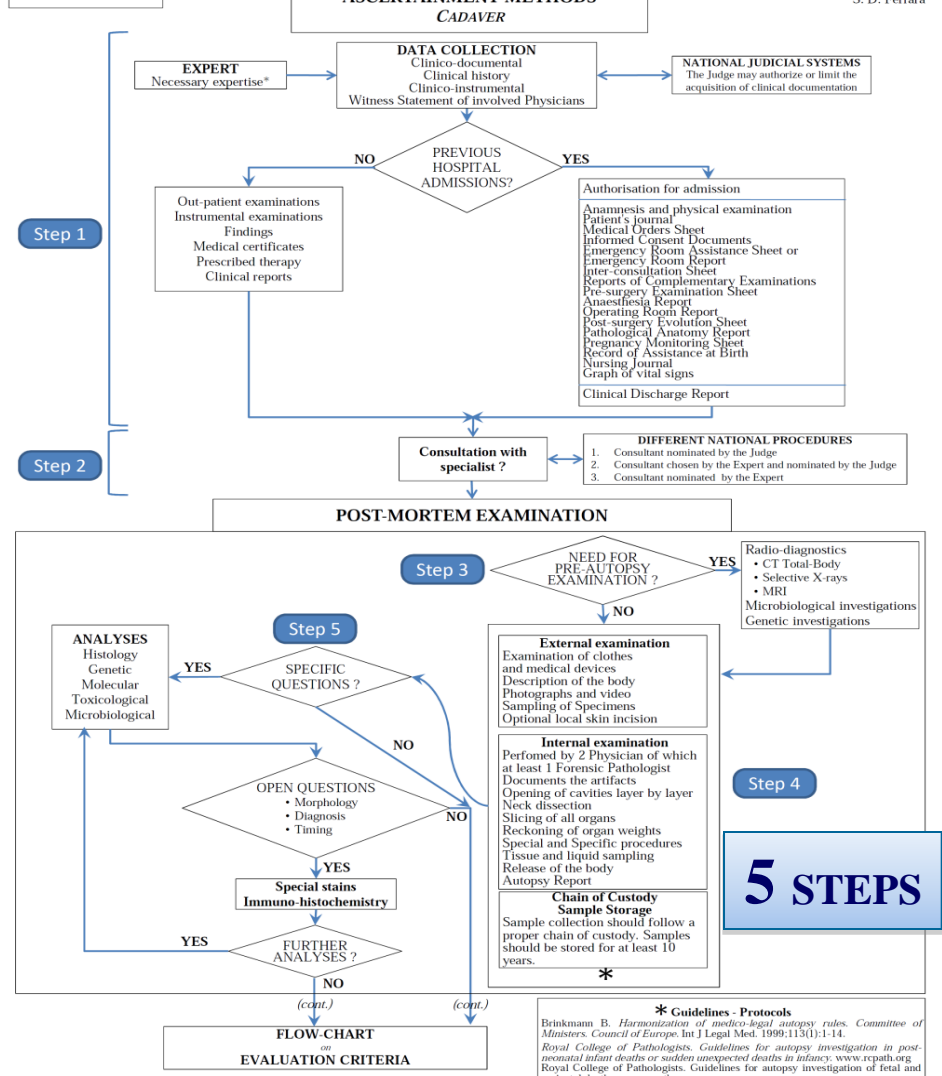 ASCERTAINMENT METHODS
CADAVER
S. D. Ferrara
EXPERT
Necessary expertise*
DATA COLLECTION
Clinico-documental
Clinical history
Clinico-instrumental
Witness Statement of involved Physicians
NATIONAL JUDICIAL SYSTEMS
The Judge may authorize or limit the
acquisition of clinical documentation
Step 1
NO
PREVIOUS
HOSPITAL
ADMISSIONS?
YES
Out-patient examinations
Instrumental examinations
Findings
Medical certificates
Prescribed therapy
Clinical reports
Authorisation for admission
Anamnesis and physical examination
Patient's journal
Medical Orders Sheet
Informed Consent Documents
Emergency Room Assistance Sheet or
Emergency Room Report
Inter-consultation Sheet
Reports of Complementary Examinations
Pre-surgery Examination Sheet
Anaesthesia Report
Operating Room Report
Post-surgery Evolution Sheet
Pathological Anatomy Report
Pregnancy Monitoring Sheet
Record of Assistance at Birth
Nursing Journal
Graph of vital signs
Clinical Discharge Report
Step 2
Consultation with
specialist ?
DIFFERENT NATIONAL PROCEDURES
1. Consultant nominated by the Judge
2. Consultant chosen by the Expert and nominated by the Judge
3. Consultant nominated by the Expert
POST-MORTEM EXAMINATION
Step 3
NEED FOR
PRE-AUTOPSY
EXAMINATION ?
YES
NO
Radio-diagnostics
• CT Total-Body
• Selective X-rays
• MRI
Microbiological investigations
Genetic investigations
External examination
Examination of clothes
and medical devices
Description of the body
Photographs and video
Sampling of Specimens
Optional local skin incision
Internal examination
Perfomed by 2 Physician of which
at least 1 Forensic Pathologist
Documents the artifacts
Opening of cavities layer by layer
Neck dissection
Slicing of all organs
Reckoning of organ weights
Special and Specific procedures
Tissue and liquid sampling
Release of the body
Autopsy Report
Chain of Custody
Sample Storage
Sample collection should follow a
proper chain of custody. Samples
should be stored for at least 10
years.
*
Step 4
5 STEPS
Step 5
SPECIFIC
QUESTIONS ?
YES
NO
ANALYSES
Histology
Genetic
Molecular
Toxicological
Microbiological
OPEN QUESTIONS
• Morphology
• Diagnosis
• Timing
NO
YES
Special stains
Immuno-histochemistry
YES
FURTHER
ANALYSES ?
NO
(cont.)
(cont.)
FLOW-CHART
on
EVALUATION CRITERIA
* Guidelines - Protocols
Brinkmann B. Harmonization of medico-legal autopsy rules. Committee of
Ministers. Council of Europe. Int J Legal Med. 1999;113(1):1-14.
Royal College of Pathologists. Guidelines for autopsy investigation in post-
neonatal infant deaths or sudden unexpected deaths in infancy. www.rcpath.org
Royal College of Pathologists. Guidelines for autopsy investigation of fetal and